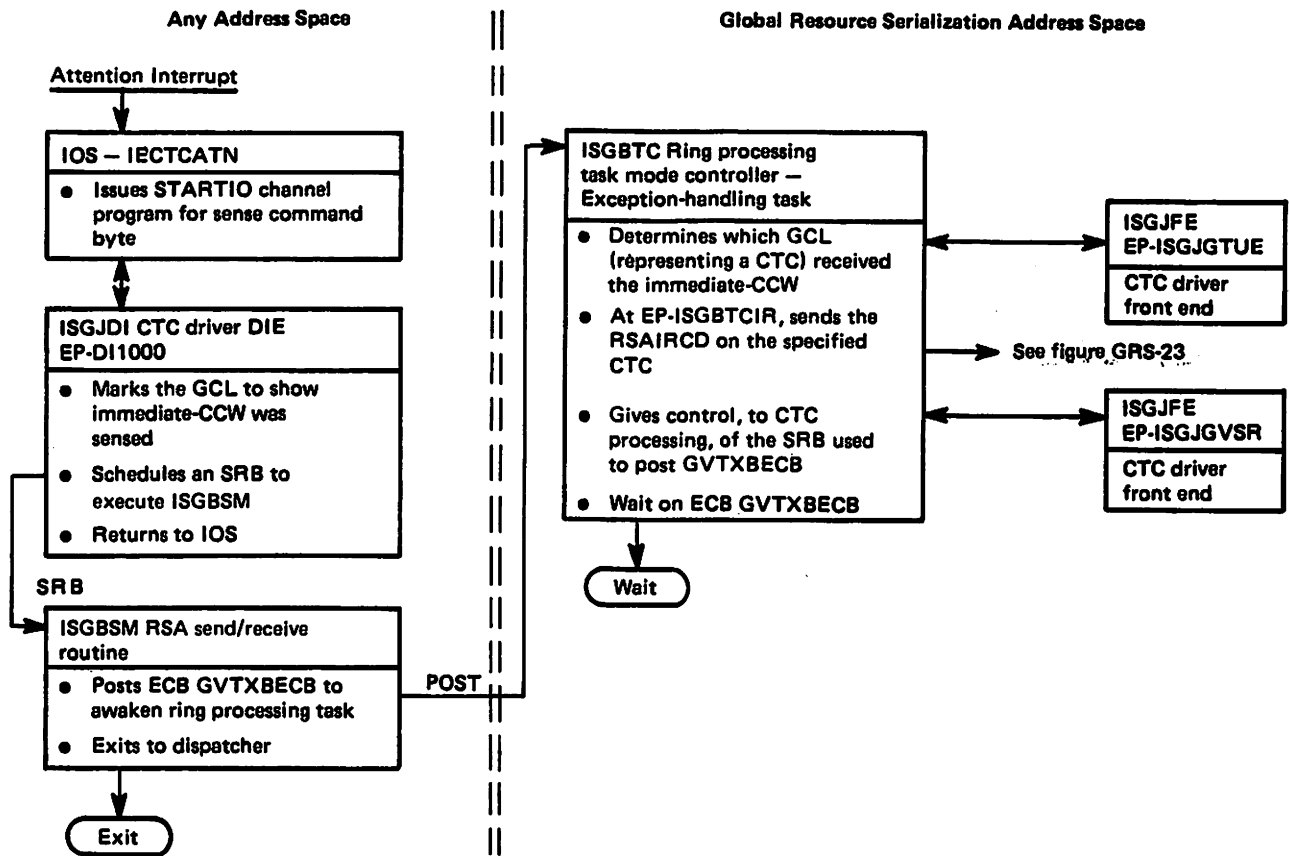 Any Address Space
Global Resource Serialization Address Space
Attention Interrupt
IOS – IECTCATN
● Issues STARTIO channel
program for sense command
byte
ISGJDI CTC driver DIE
EP-DI1000
● Marks the GCL to show
immediate-CCW was
sensed
● Schedules an SRB to
execute ISGBSM
● Returns to IOS
SRB
ISGBSM RSA send/receive
routine
● Posts ECB GVTXBECB to
awaken ring processing task
● Exits to dispatcher
POST
Exit
ISGBTC Ring processing
task mode controller –
Exception-handling task
● Determines which GCL
(representing a CTC) received
the immediate-CCW
● At EP-ISGBTCIR, sends the
RSAIRCD on the specified
CTC
● Gives control, to CTC
processing, of the SRB used
to post GVTXBECB
● Wait on ECB GVTXBECB
Wait
ISGJFE
EP-ISGJGTUE
CTC driver
front end
See figure GRS-23
ISGJFE
EP-ISGJGVSR
CTC driver
front end